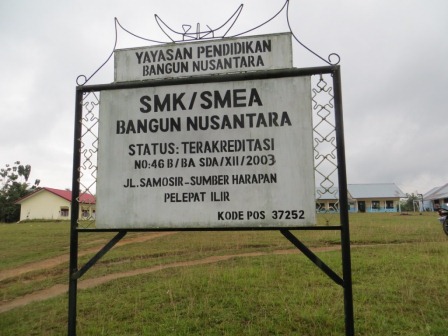 YAYASAN PENDIDIKAN
BANGUN NUSANTARA
SMK/SMEA
BANGUN NUSANTARA
STATUS: TERAKREDITASI
NO:46 B/BA SDA/XII/2003
JL.SAMOSIR-SUMBER HARAPAN
PELEPAT ILIR
KODE POS 37252